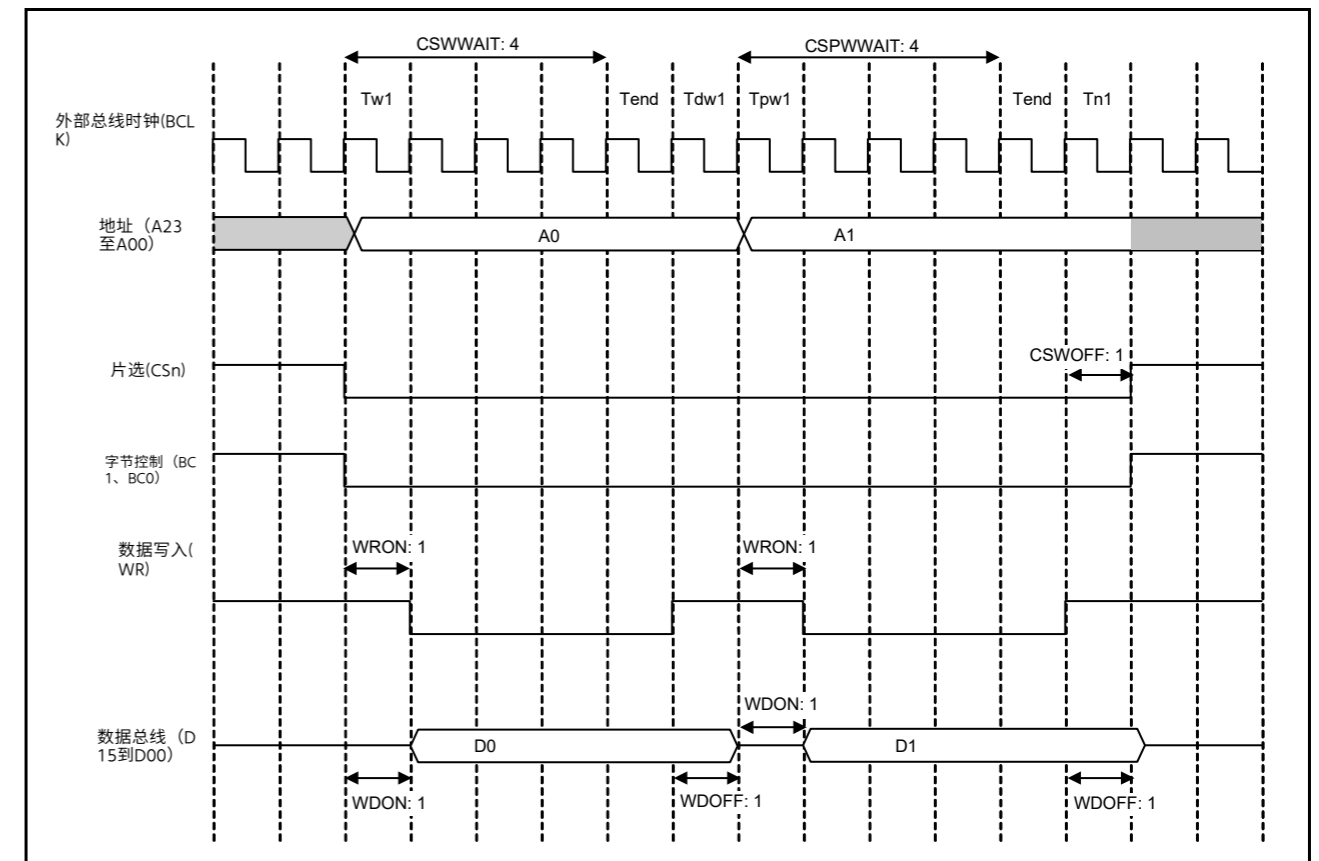 CSWWAIT: 4
CSPWWAIT: 4
Tw1
Tend
Tdw1
Tpw1
Tend
Tn1
外部总线时钟(BCL
K)
地址（A23
至A00）
A0
A1
CSWOFF: 1
片选(CSn)
字节控制（BC
1、BC0）
数据写入(
WR)
WRON: 1
WRON: 1
WDON: 1
数据总线（D
15到D00）
D0
D1
WDON: 1
WDOFF: 1
WDOFF: 1